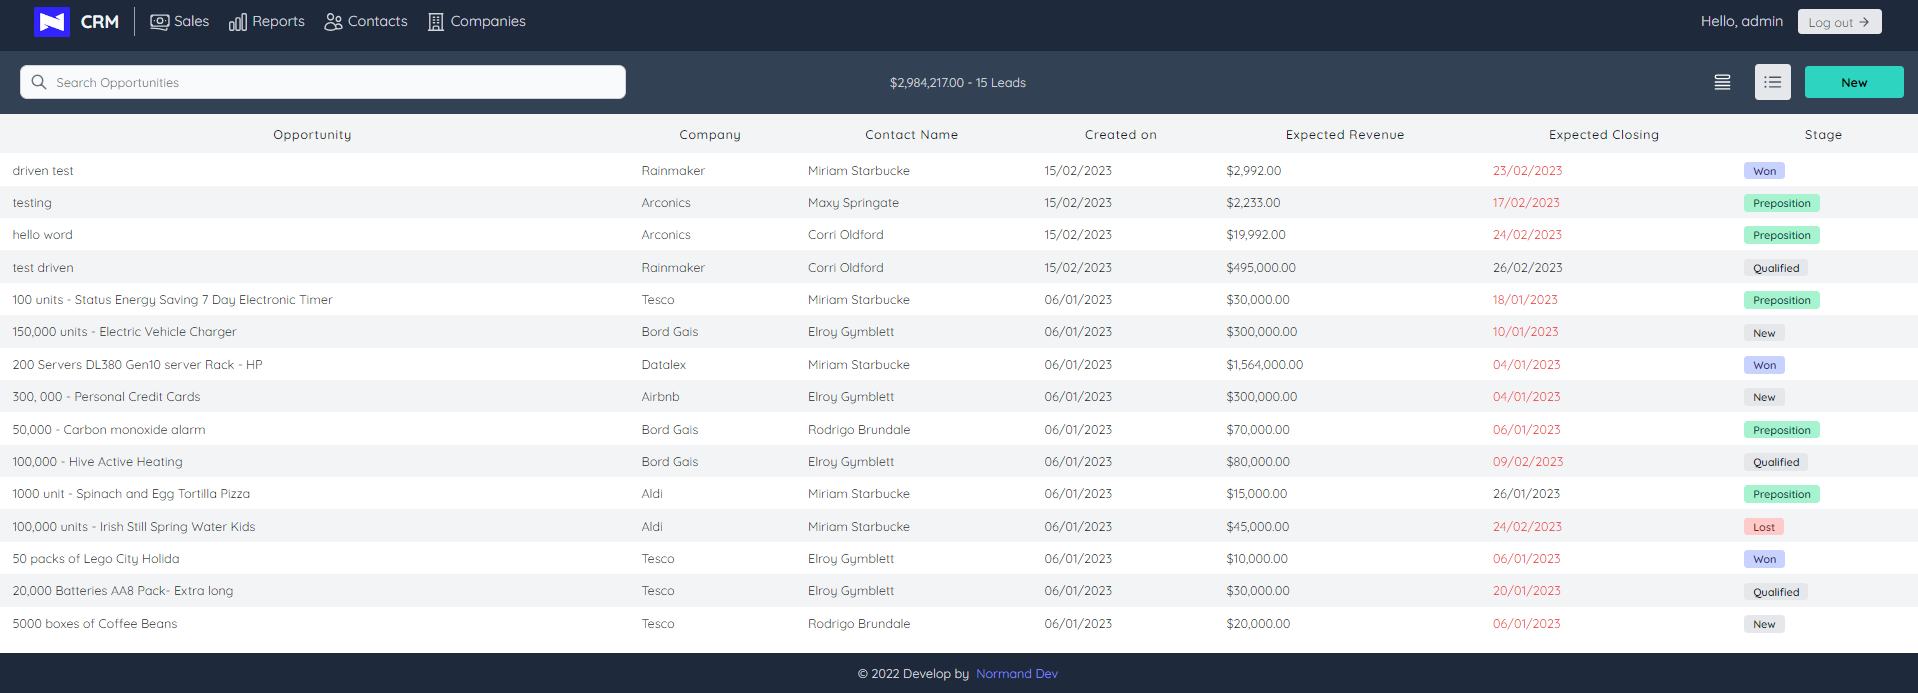 CRM Sales Reports Contacts Companies Hello, admin Log out
Search Opportunities $2,984,217.00 - 15 Leads New
Opportunity Company Contact Name Created on Expected Revenue Expected Closing Stage
driven test Rainmaker Miriam Starbucke 15/02/2023 $2,992.00 23/02/2023 Won
testing Arconics Maxy Springate 15/02/2023 $2,233.00 17/02/2023 Preposition
hello word Arconics Corri Oldford 15/02/2023 $19,992.00 24/02/2023 Preposition
test driven Rainmaker Corri Oldford 15/02/2023 $495,000.00 26/02/2023 Qualified
100 units - Status Energy Saving 7 Day Electronic Timer Tesco Miriam Starbucke 06/01/2023 $30,000.00 18/01/2023 Preposition
150,000 units - Electric Vehicle Charger Bord Gais Elroy Gymblett 06/01/2023 $300,000.00 10/01/2023 New
200 Servers DL380 Gen10 server Rack - HP Datalex Miriam Starbucke 06/01/2023 $1,564,000.00 04/01/2023 Won
300, 000 - Personal Credit Cards Airbnb Elroy Gymblett 06/01/2023 $300,000.00 04/01/2023 New
50,000 - Carbon monoxide alarm Bord Gais Rodrigo Brundale 06/01/2023 $70,000.00 06/01/2023 Preposition
100,000 - Hive Active Heating Bord Gais Elroy Gymblett 06/01/2023 $80,000.00 09/02/2023 Qualified
1000 unit - Spinach and Egg Tortilla Pizza Aldi Miriam Starbucke 06/01/2023 $15,000.00 26/01/2023 Preposition
100,000 units - Irish Still Spring Water Kids Aldi Miriam Starbucke 06/01/2023 $45,000.00 24/02/2023 Lost
50 packs of Lego City Holida Tesco Elroy Gymblett 06/01/2023 $10,000.00 06/01/2023 Won
20,000 Batteries AA8 Pack- Extra long Tesco Elroy Gymblett 06/01/2023 $30,000.00 20/01/2023 Qualified
5000 boxes of Coffee Beans Tesco Rodrigo Brundale 06/01/2023 $20,000.00 06/01/2023 New
© 2022 Develop by Normand Dev